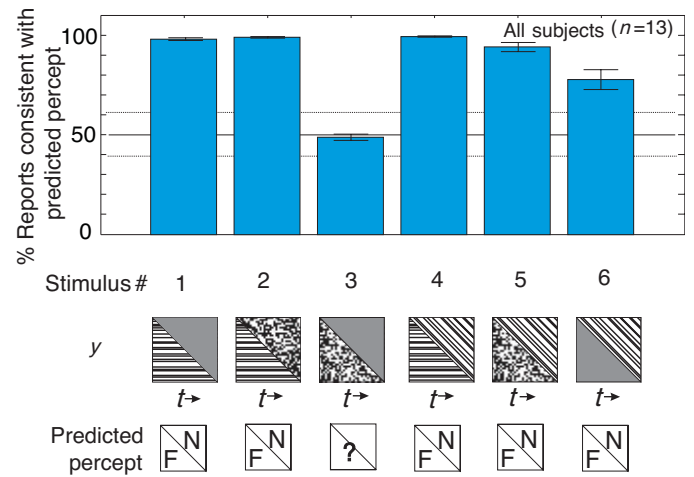 % Reports consistent with
predicted percept
100
50
0
All subjects (n=13)
Stimulus # 1 2 3 4 5 6
y
t→ t→ t→ t→ t→ t→
Predicted
percept
F N F N ? F N F N F N